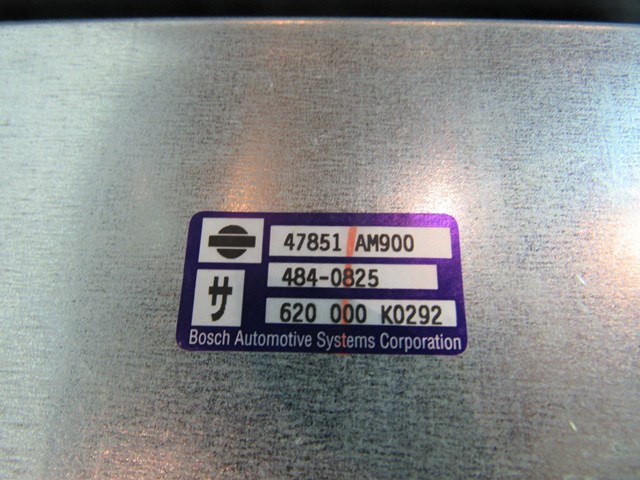 47851 AM900
484-0825
サ
620 000 K0292
Bosch Automotive Systems Corporation